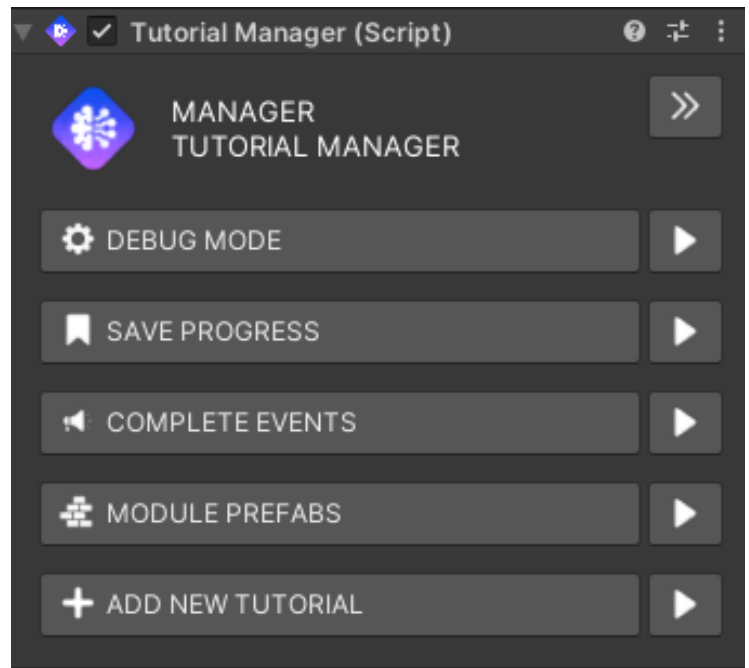 Tutorial Manager (Script)
MANAGER
TUTORIAL MANAGER
DEBUG MODE
SAVE PROGRESS
COMPLETE EVENTS
MODULE PREFABS
ADD NEW TUTORIAL